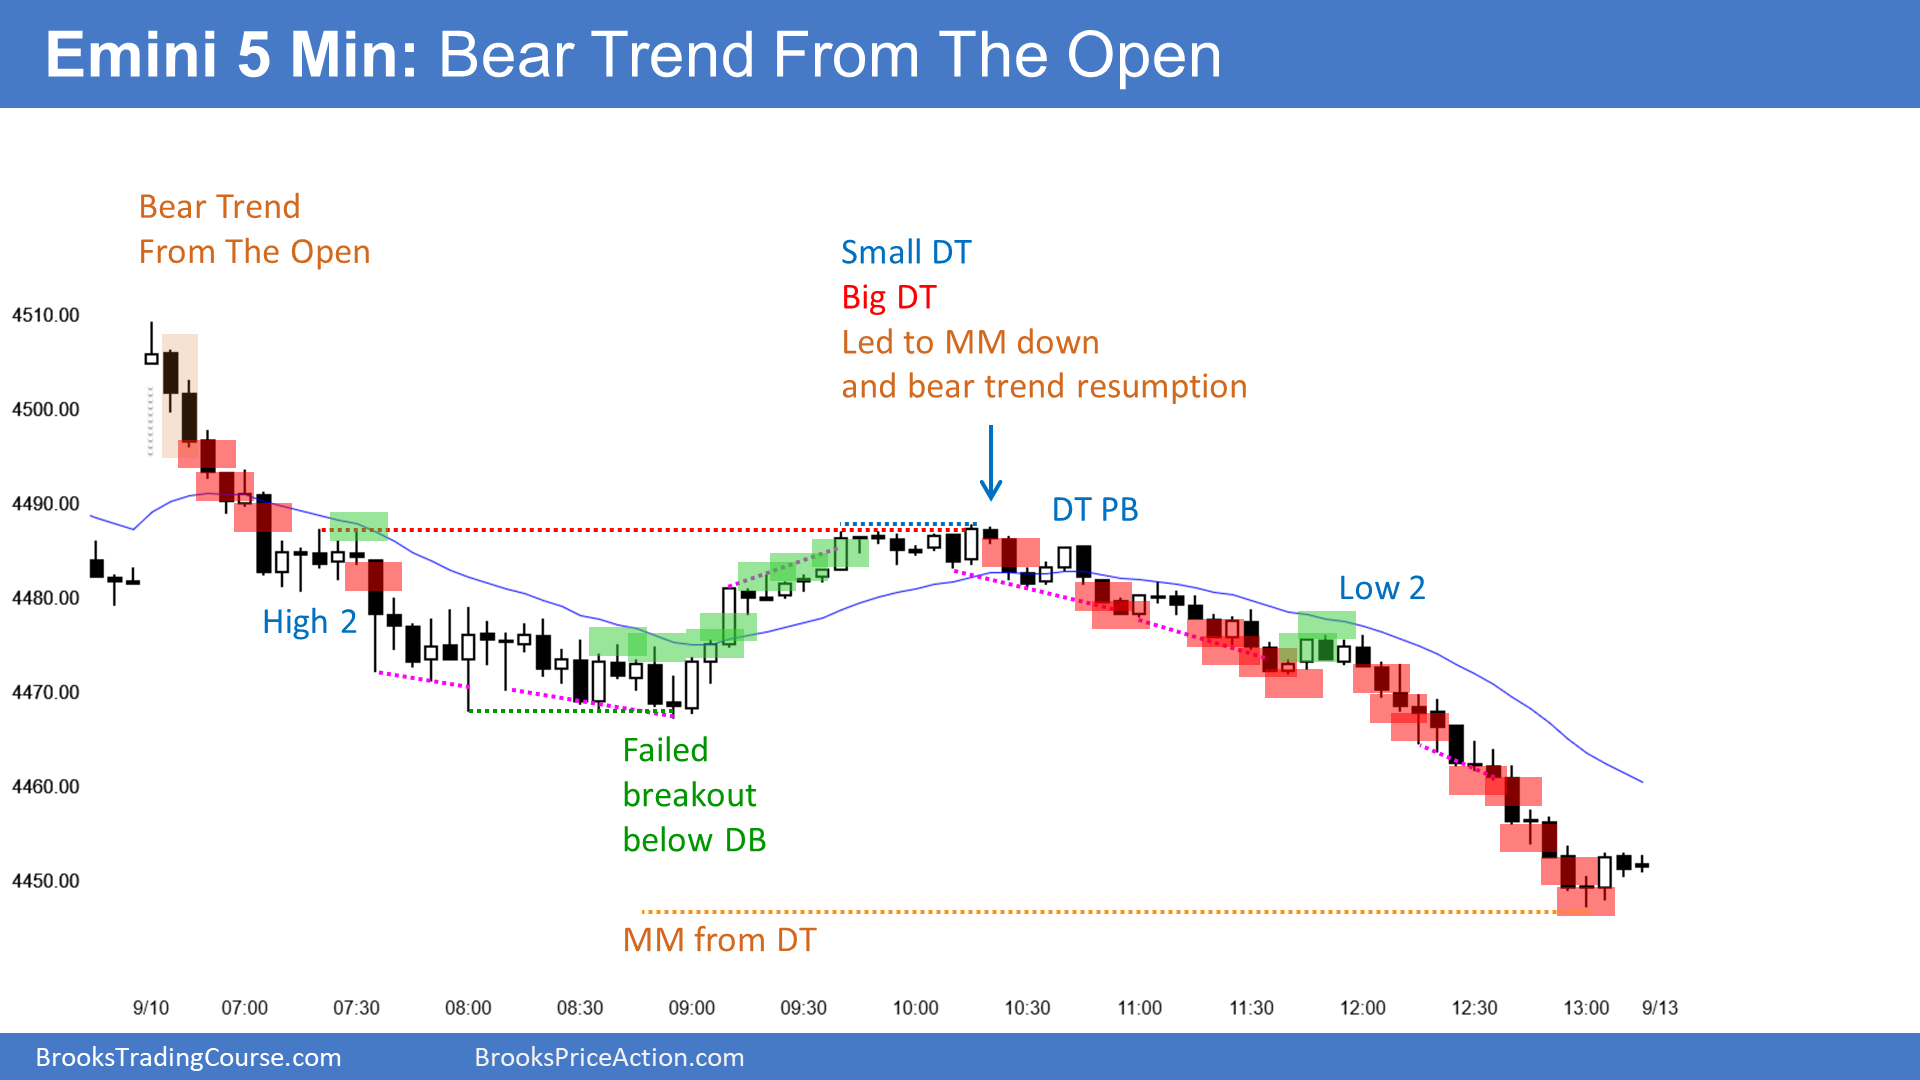 Emini 5 Min: Bear Trend From The Open
Bear Trend
From The Open
Small DT
Big DT
Led to MM down
and bear trend resumption
DT PB
High 2
Low 2
Failed
breakout
below DB
MM from DT
4510.00
4500.00
4490.00
4480.00
4470.00
4460.00
4450.00
9/10 07:00 07:30 08:00 08:30 09:00 09:30 10:00 10:30 11:00 11:30 12:00 12:30 13:00 9/13
BrooksTradingCourse.com BrooksPriceAction.com